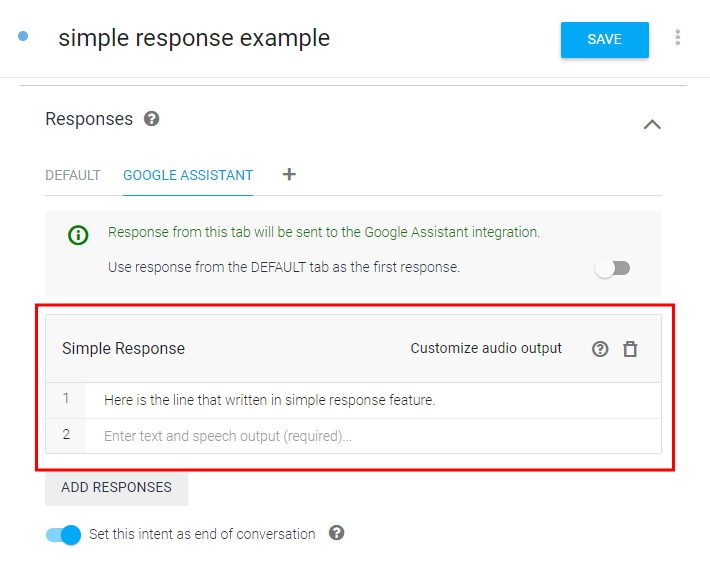 simple response example
SAVE
Responses
DEFAULT
GOOGLE ASSISTANT
Response from this tab will be sent to the Google Assistant integration.
Use response from the DEFAULT tab as the first response.
Simple Response
Customize audio output
1
Here is the line that written in simple response feature.
2
Enter text and speech output (required)...
ADD RESPONSES
Set this intent as end of conversation